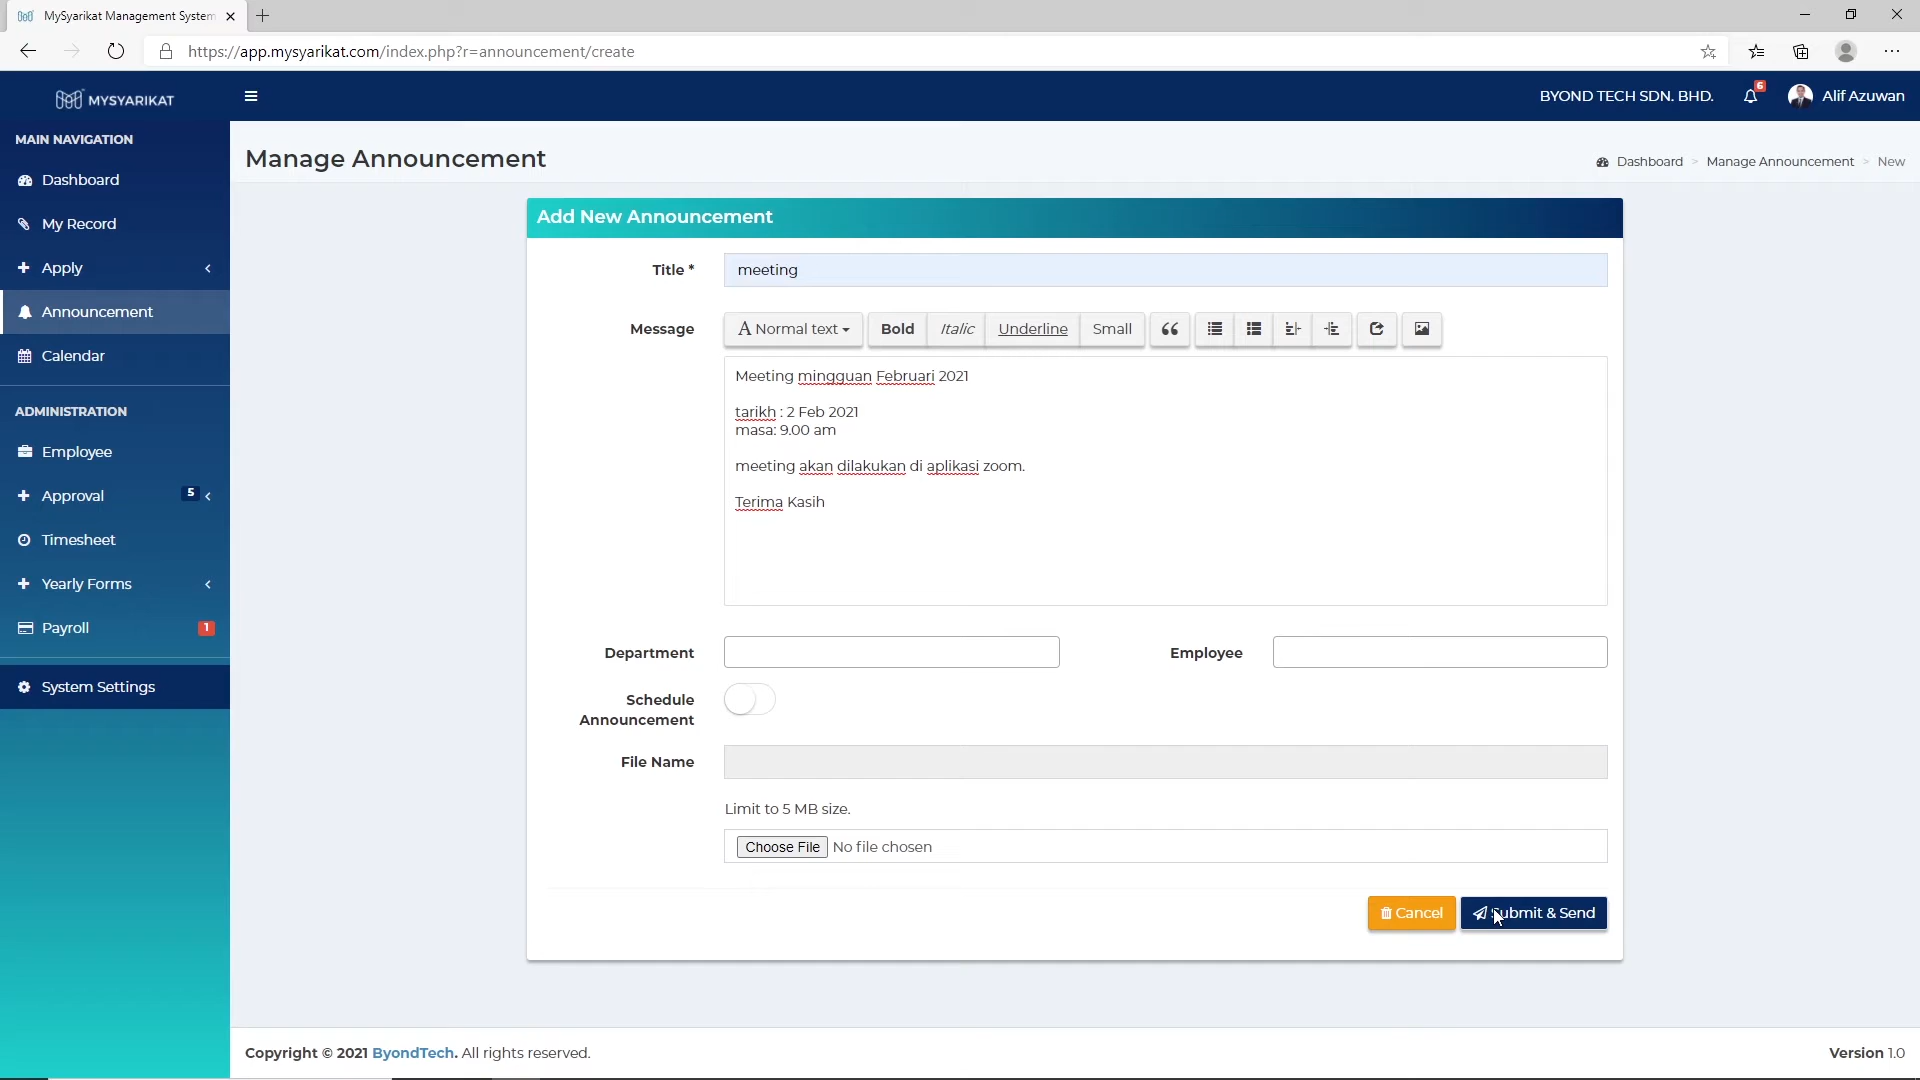 MySyarikat Management System
https://app.mysyarikat.com/index.php?r=announcement/create
MYSYARIKAT
BYOND TECH SDN. BHD.
6
Alif Azuwan
MAIN NAVIGATION
Dashboard
My Record
Apply
Announcement
Calendar
ADMINISTRATION
Employee
Approval 5
Timesheet
Yearly Forms
Payroll 1
System Settings
Manage Announcement
Dashboard > Manage Announcement > New
Add New Announcement
Title * meeting
Message A Normal text Bold Italic Underline Small
Meeting mingguan Februari 2021
tarikh : 2 Feb 2021
masa: 9.00 am
meeting akan dilakukan di aplikasi zoom.
Terima Kasih
Department
Employee
Schedule
Announcement
File Name
Limit to 5 MB size.
Choose File No file chosen
Cancel
Submit & Send
Copyright © 2021 ByondTech. All rights reserved.
Version 1.0